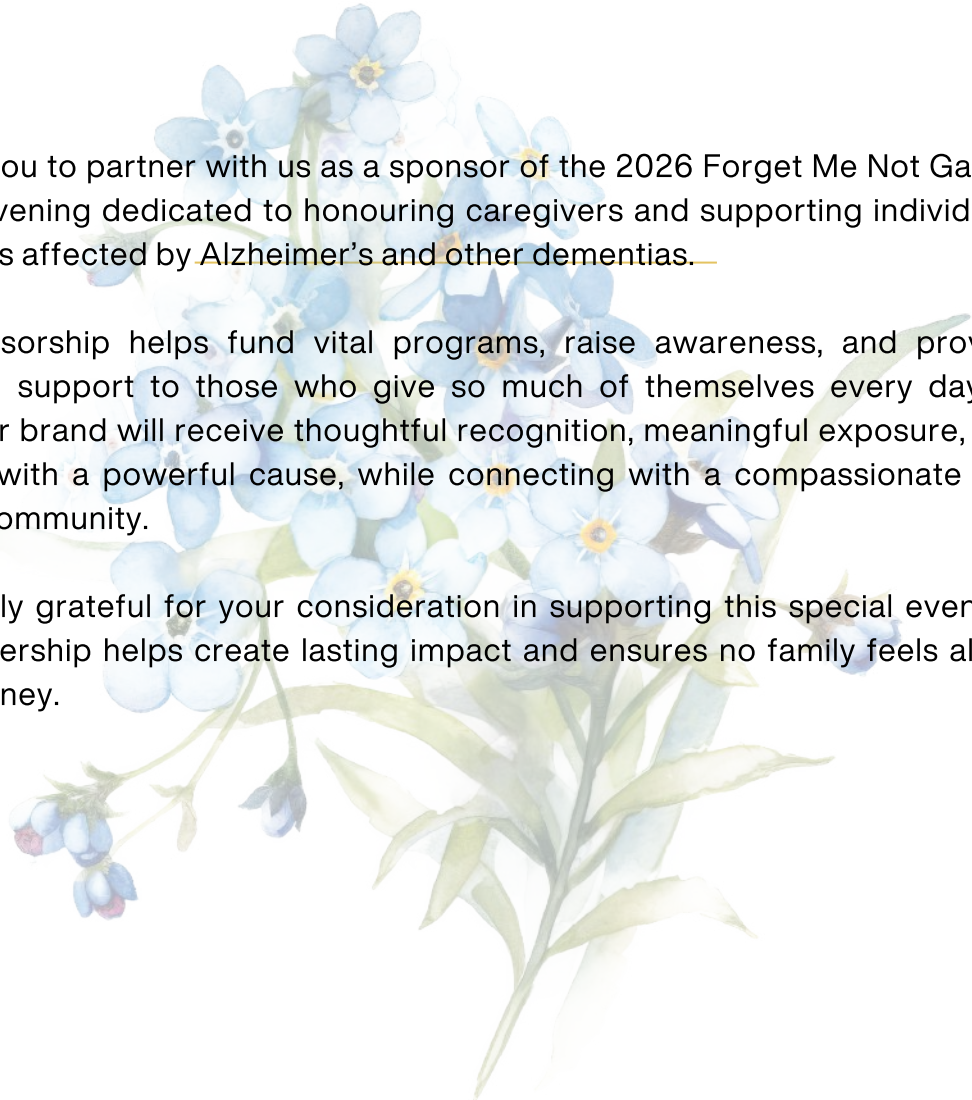 ou to partner with us as a sponsor of the 2026 Forget Me Not Ga
vening dedicated to honouring caregivers and supporting individ
s affected by Alzheimer’s and other dementias.
sorship helps fund vital programs, raise awareness, and prov
support to those who give so much of themselves every day
r brand will receive thoughtful recognition, meaningful exposure,
with a powerful cause, while connecting with a compassionate
ommunity.
ly grateful for your consideration in supporting this special even
ership helps create lasting impact and ensures no family feels al
ney.